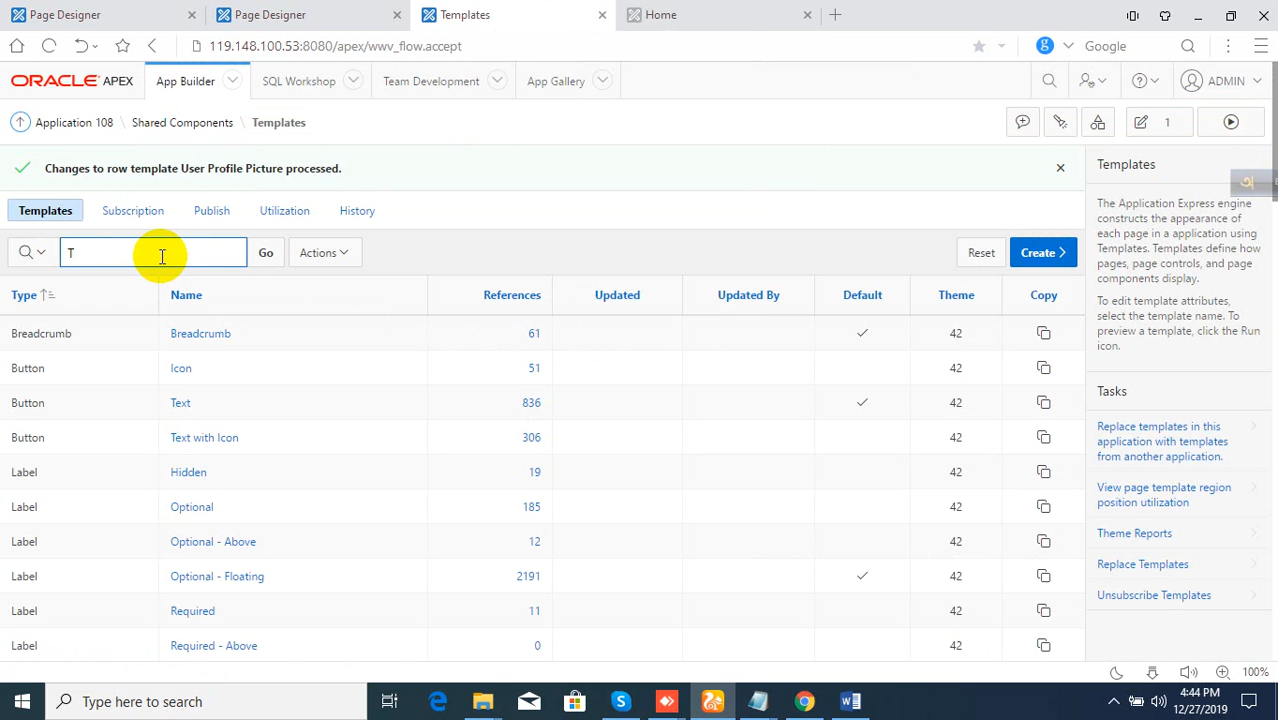 Page Designer
Page Designer
Templates
Home
119.148.100.53:8080/apex/wwv_flow.accept
Google
ORACLE APEX
App Builder
SQL Workshop
Team Development
App Gallery
ADMIN
Application 108 \ Shared Components \ Templates
1
Changes to row template User Profile Picture processed.
Templates
Subscription
Publish
Utilization
History
T
Go
Actions
Reset
Create
Type Name References Updated Updated By Default Theme Copy
Breadcrumb Breadcrumb 61 42
Button Icon 51 42
Button Text 836 42
Button Text with Icon 306 42
Label Hidden 19 42
Label Optional 185 42
Label Optional - Above 12 42
Label Optional - Floating 2191 42
Label Required 11 42
Label Required - Above 0 42
Templates
The Application Express engine
constructs the appearance of
each page in a application using
Templates. Templates define how
pages, page controls, and page
components display.
To edit template attributes,
select the template name. To
preview a template, click the Run
icon.
Tasks
Replace templates in this
application with templates
from another application.
View page template region
position utilization
Theme Reports
Replace Templates
Unsubscribe Templates
100%
Type here to search
4:44 PM
12/27/2019